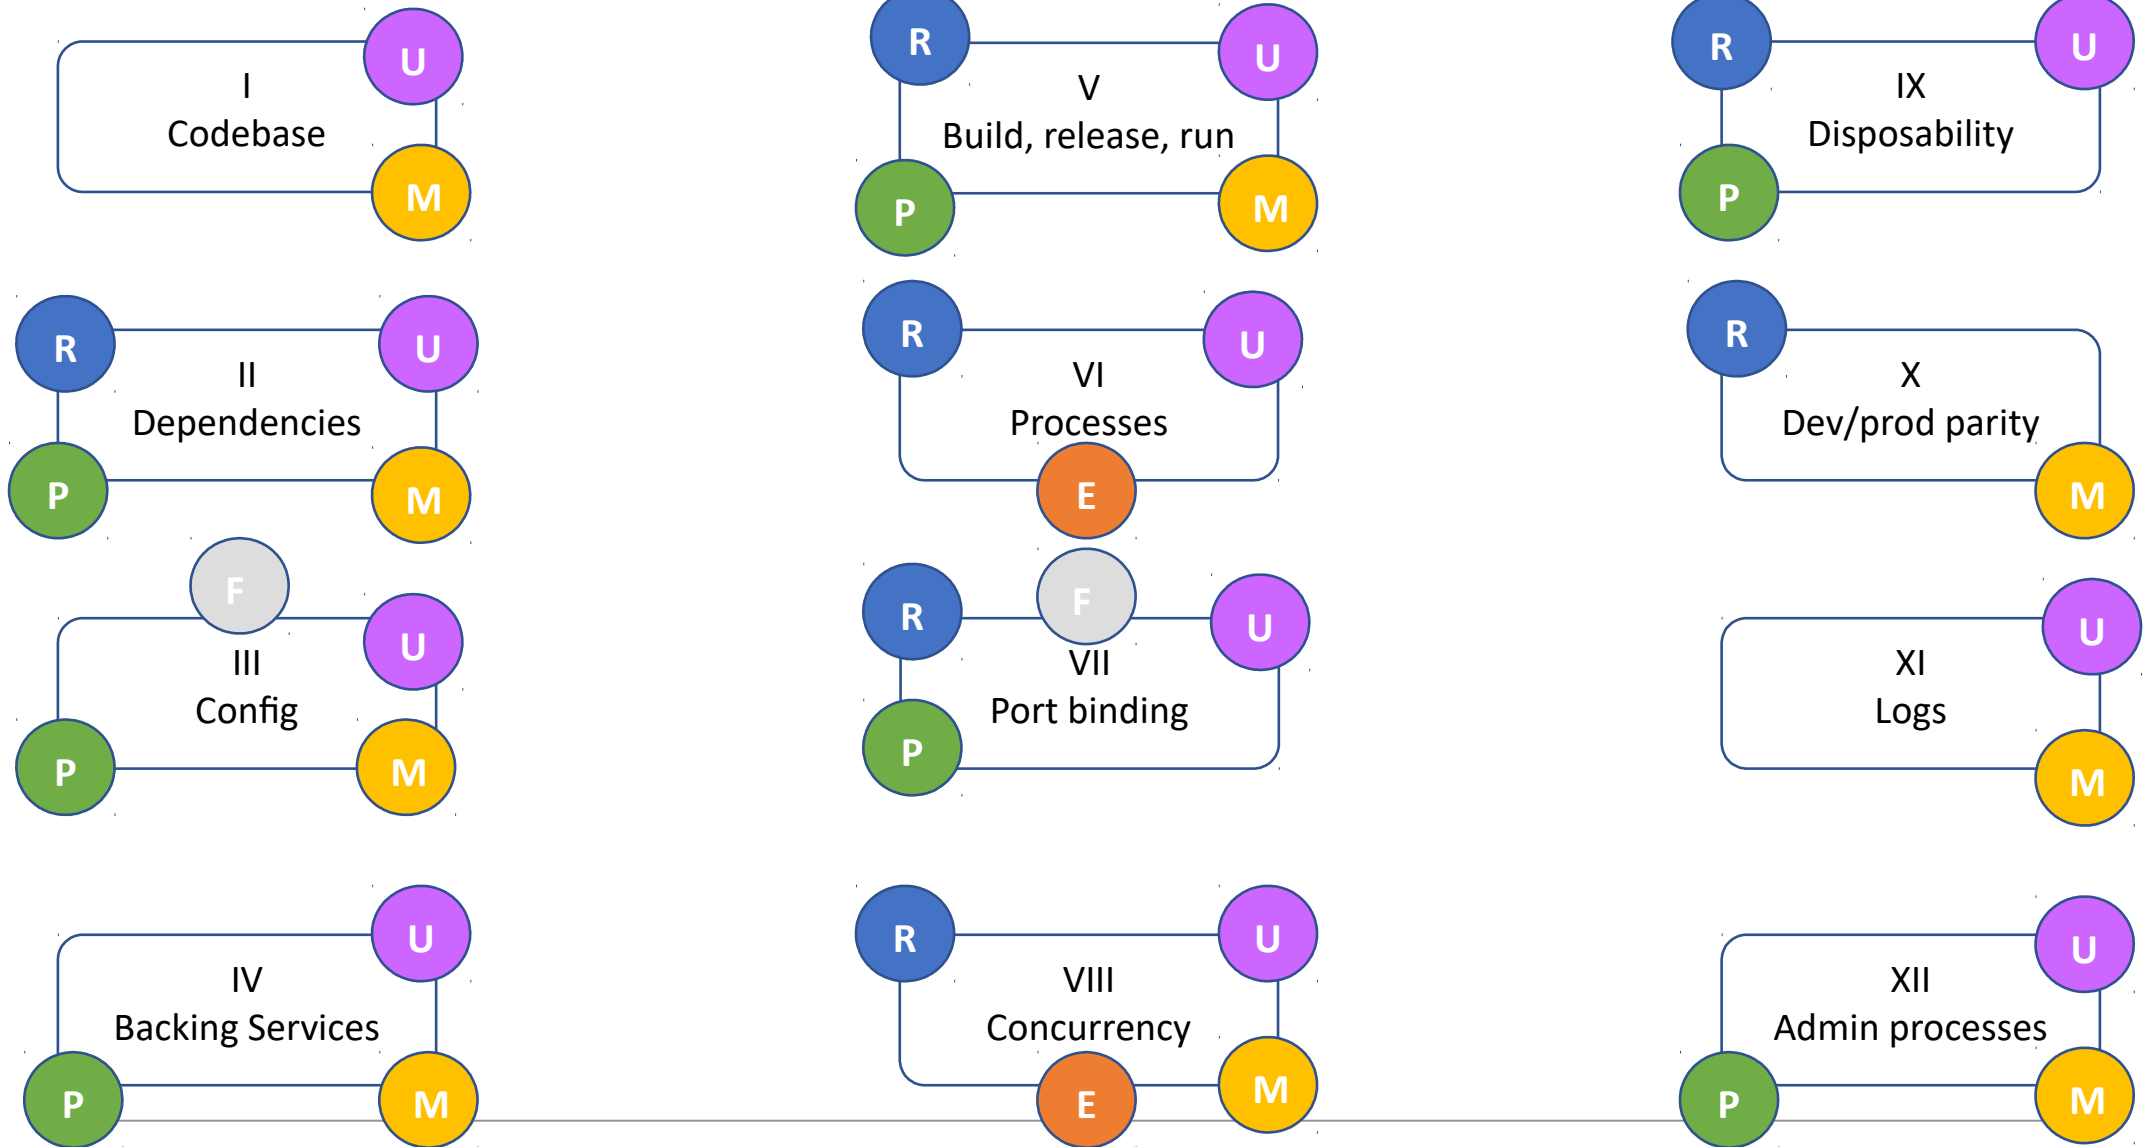 U
I
Codebase
M
R
U
II
Dependencies
P
M
F
U
III
Config
P
M
U
IV
Backing Services
P
M
R
U
V
Build, release, run
P
M
R
U
VI
Processes
E
R
F
U
VII
Port binding
P
R
U
VIII
Concurrency
E
M
R
U
IX
Disposability
P
R
X
Dev/prod parity
M
U
XI
Logs
M
U
XII
Admin processes
P
M